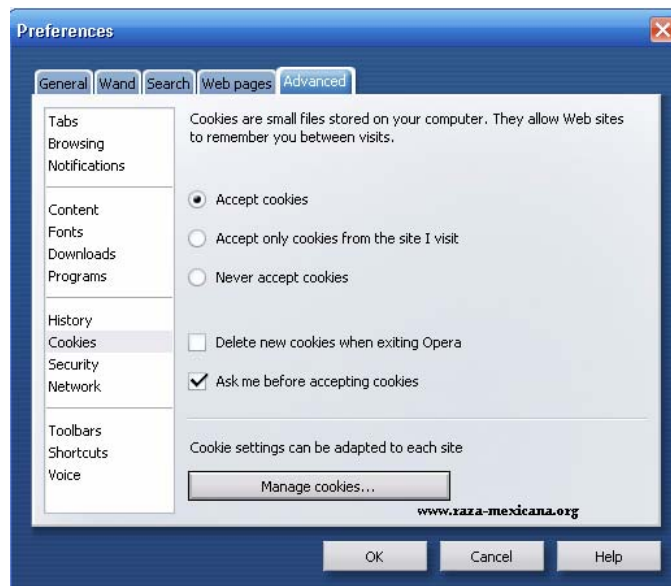 Preferences
General Wand Search Web pages Advanced
Tabs
Browsing
Notifications
Content
Fonts
Downloads
Programs
History
Cookies
Security
Network
Toolbars
Shortcuts
Voice
Cookies are small files stored on your computer. They allow Web sites
to remember you between visits.
Accept cookies
Accept only cookies from the site I visit
Never accept cookies
Delete new cookies when exiting Opera
Ask me before accepting cookies
Cookie settings can be adapted to each site
Manage cookies...
www.raza-mexicana.org
OK Cancel Help